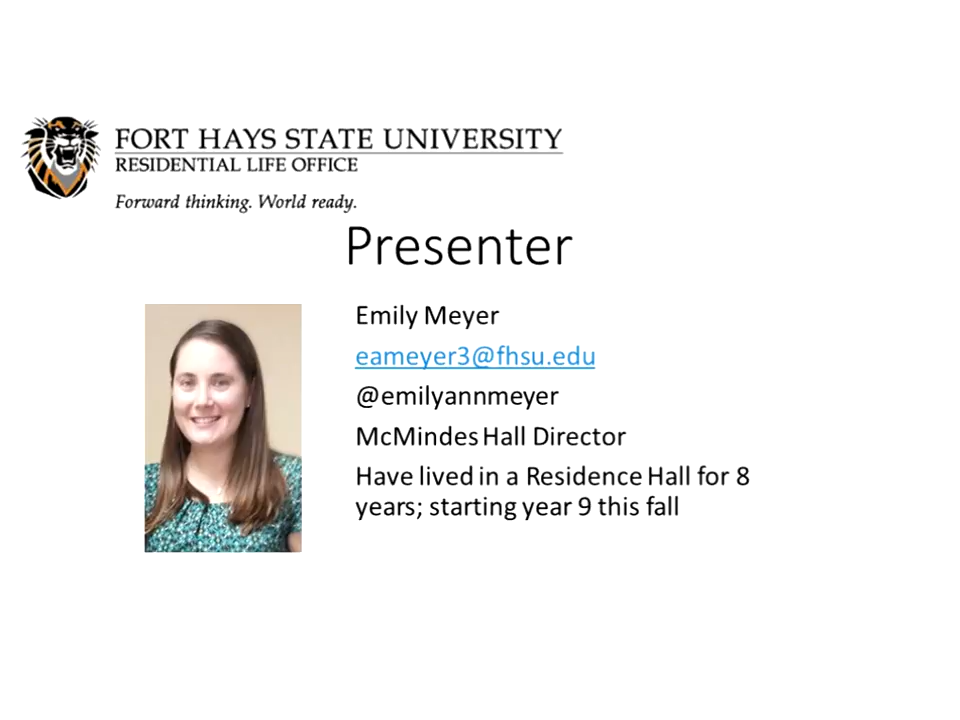 FORT HAYS STATE UNIVERSITY
RESIDENTIAL LIFE OFFICE
Forward thinking. World ready.
Presenter
Emily Meyer
eameyer3@fhsu.edu
@emilyannmeyer
McMindes Hall Director
Have lived in a Residence Hall for 8
years; starting year 9 this fall